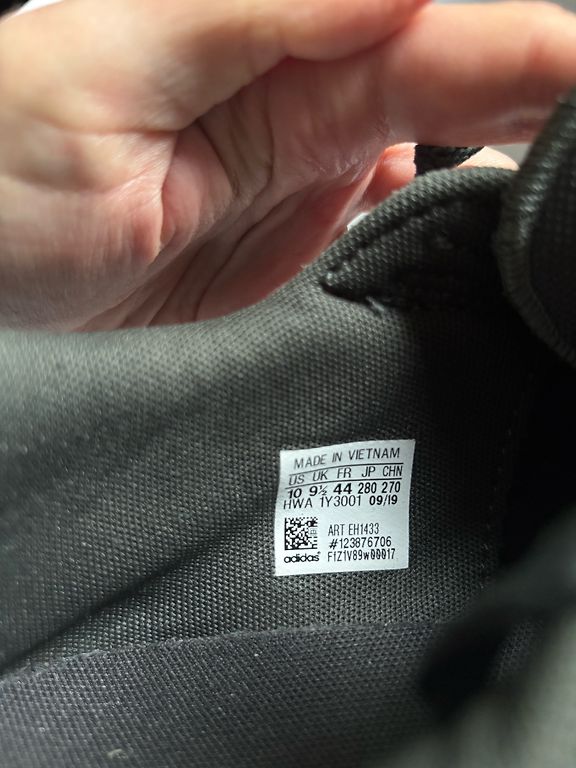 MADE IN VIETNAM
US UK FR JP CHN
10 9½ 44 280 270
HWA 1Y3001 09/19
ART EH1433
#123876706
adidas F1Z1V89w00017